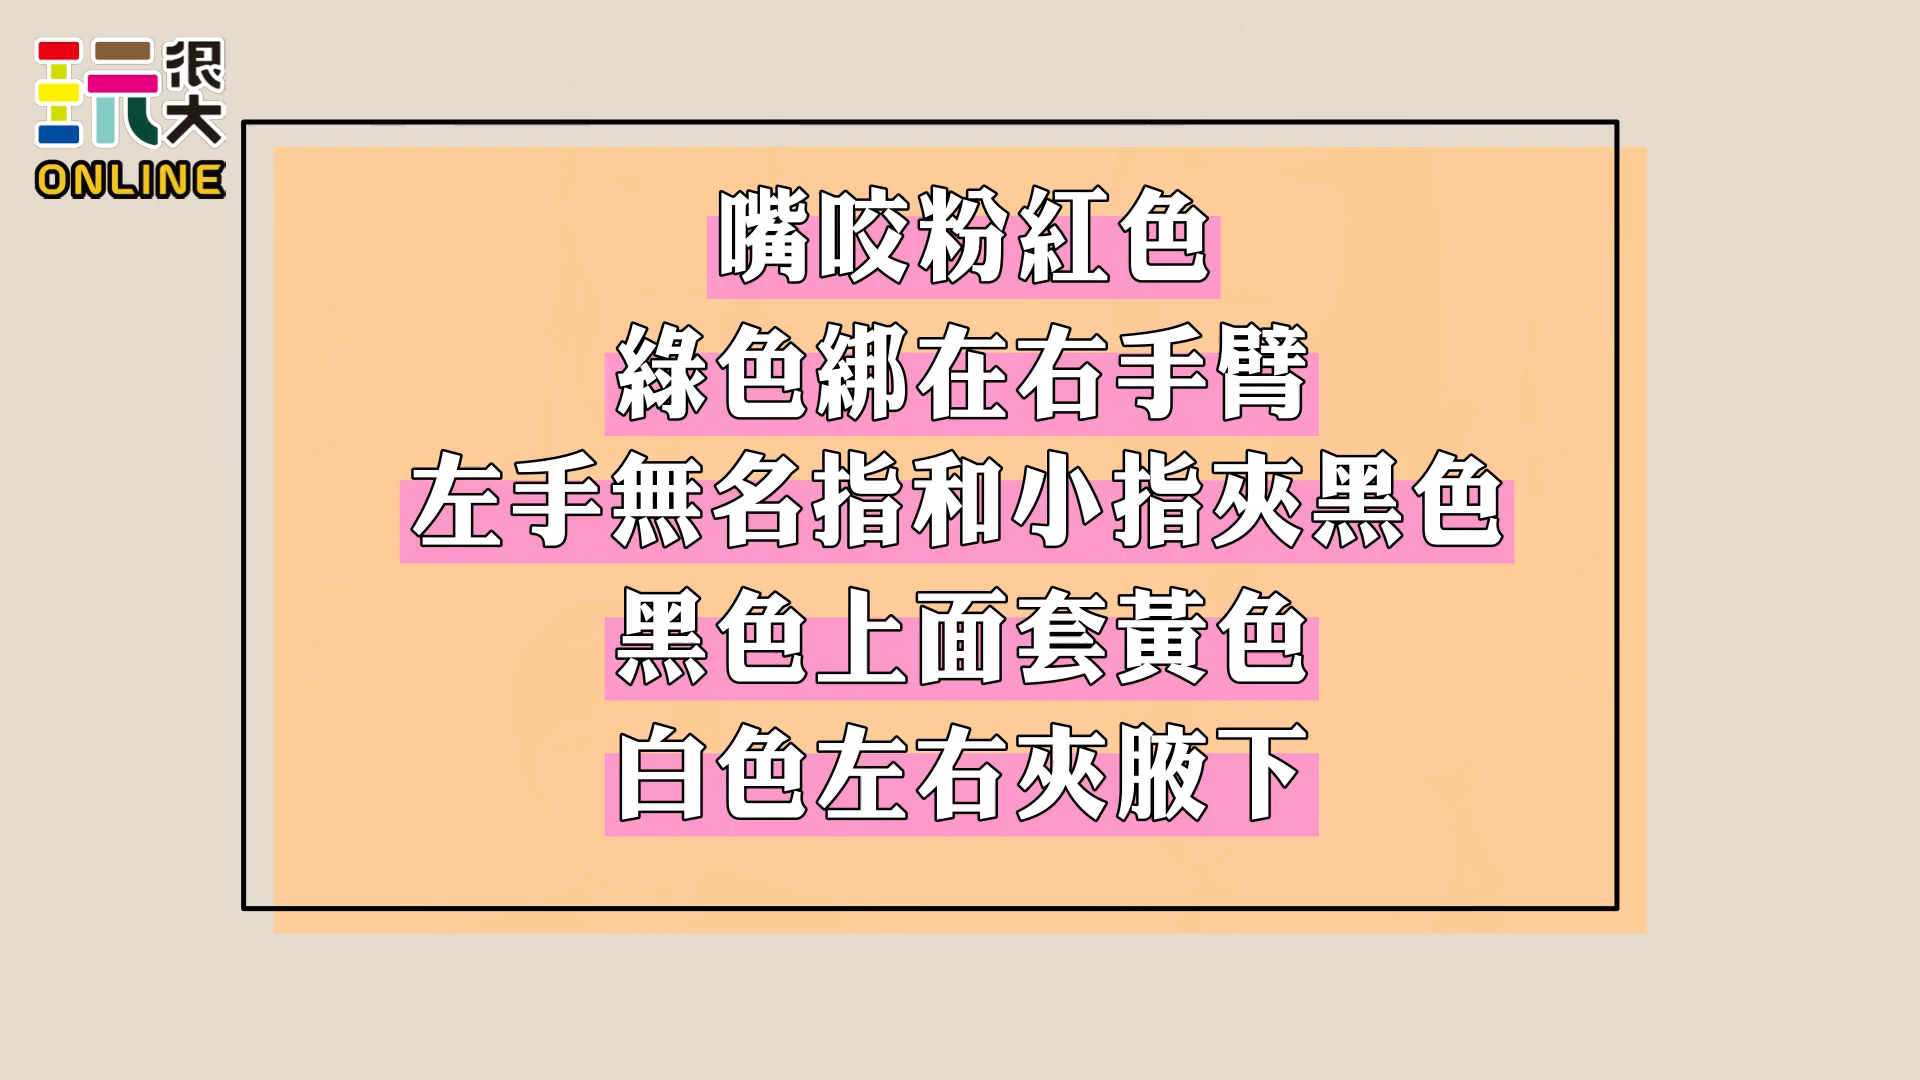 玩很大
ONLINE
嘴咬粉紅色
綠色綁在右手臂
左手無名指和小指夾黑色
黑色上面套黃色
白色左右夾腋下